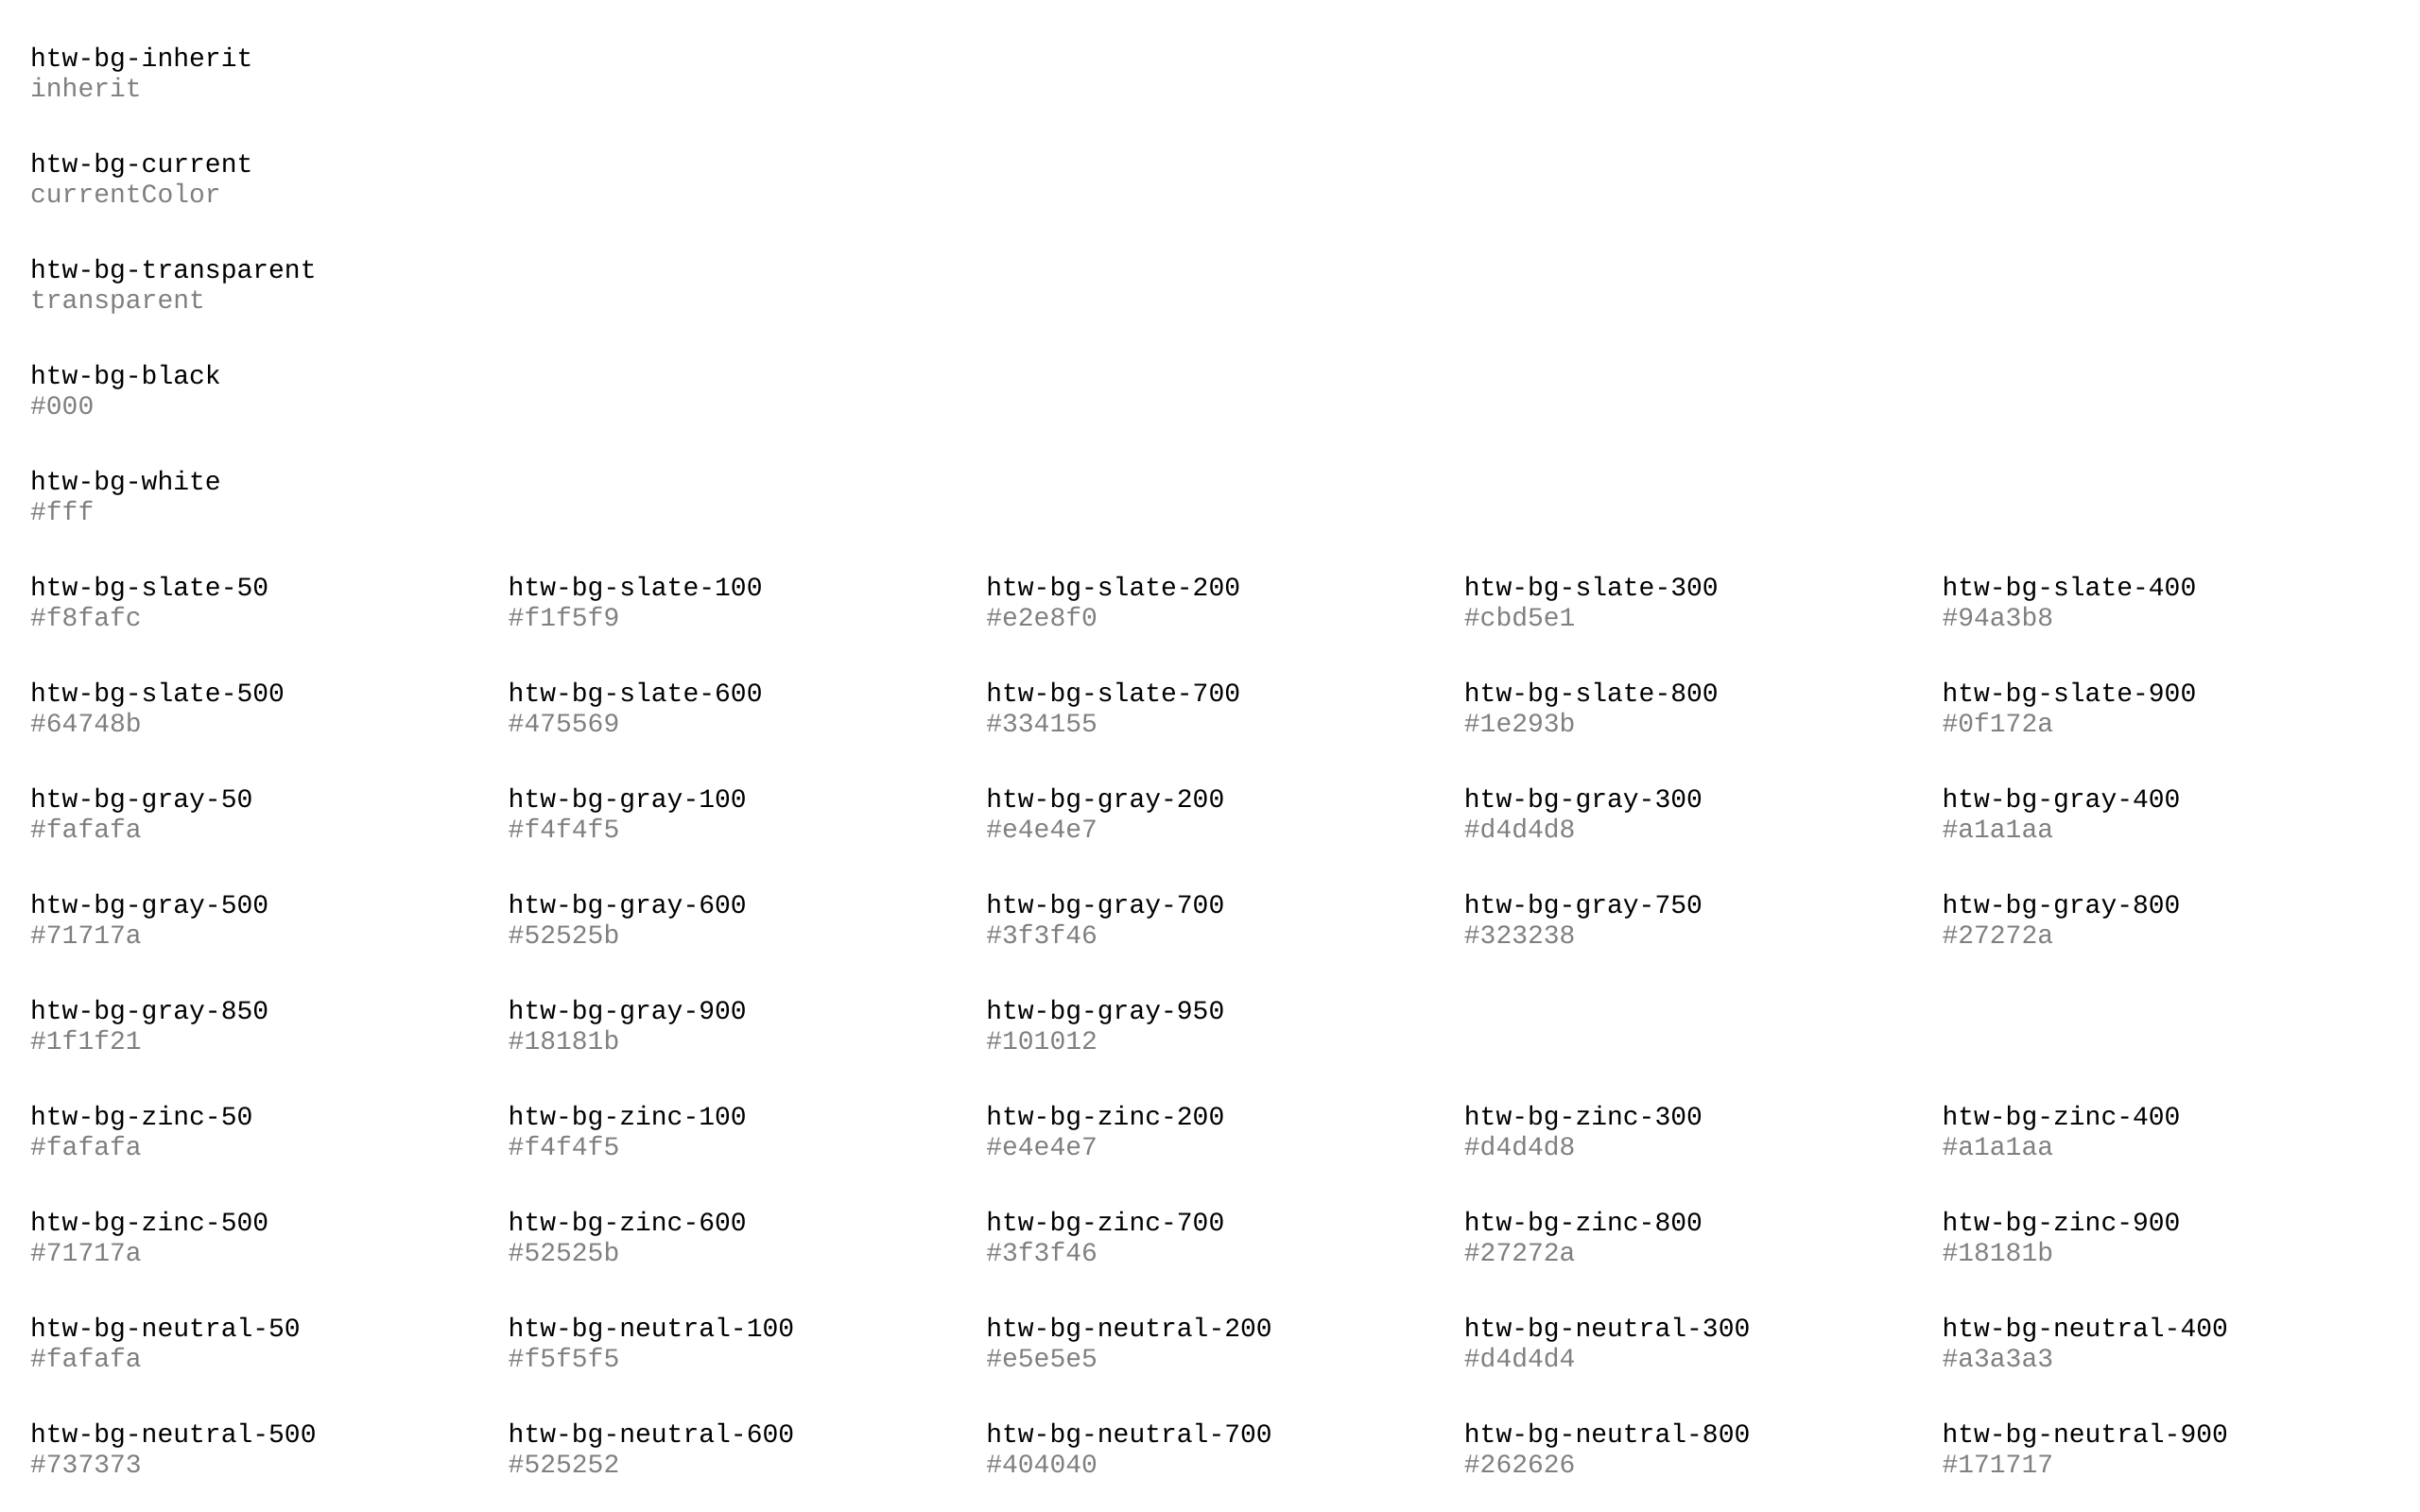 htw-bg-inherit
inherit
htw-bg-current
currentColor
htw-bg-transparent
transparent
htw-bg-black
#000
htw-bg-white
#fff
htw-bg-slate-50 htw-bg-slate-100 htw-bg-slate-200 htw-bg-slate-300 htw-bg-slate-400
#f8fafc #f1f5f9 #e2e8f0 #cbd5e1 #94a3b8
htw-bg-slate-500 htw-bg-slate-600 htw-bg-slate-700 htw-bg-slate-800 htw-bg-slate-900
#64748b #475569 #334155 #1e293b #0f172a
htw-bg-gray-50 htw-bg-gray-100 htw-bg-gray-200 htw-bg-gray-300 htw-bg-gray-400
#fafafa #f4f4f5 #e4e4e7 #d4d4d8 #a1a1aa
htw-bg-gray-500 htw-bg-gray-600 htw-bg-gray-700 htw-bg-gray-750 htw-bg-gray-800
#71717a #52525b #3f3f46 #323238 #27272a
htw-bg-gray-850 htw-bg-gray-900 htw-bg-gray-950
#1f1f21 #18181b #101012
htw-bg-zinc-50 htw-bg-zinc-100 htw-bg-zinc-200 htw-bg-zinc-300 htw-bg-zinc-400
#fafafa #f4f4f5 #e4e4e7 #d4d4d8 #a1a1aa
htw-bg-zinc-500 htw-bg-zinc-600 htw-bg-zinc-700 htw-bg-zinc-800 htw-bg-zinc-900
#71717a #52525b #3f3f46 #27272a #18181b
htw-bg-neutral-50 htw-bg-neutral-100 htw-bg-neutral-200 htw-bg-neutral-300 htw-bg-neutral-400
#fafafa #f5f5f5 #e5e5e5 #d4d4d4 #a3a3a3
htw-bg-neutral-500 htw-bg-neutral-600 htw-bg-neutral-700 htw-bg-neutral-800 htw-bg-neutral-900
#737373 #525252 #404040 #262626 #171717